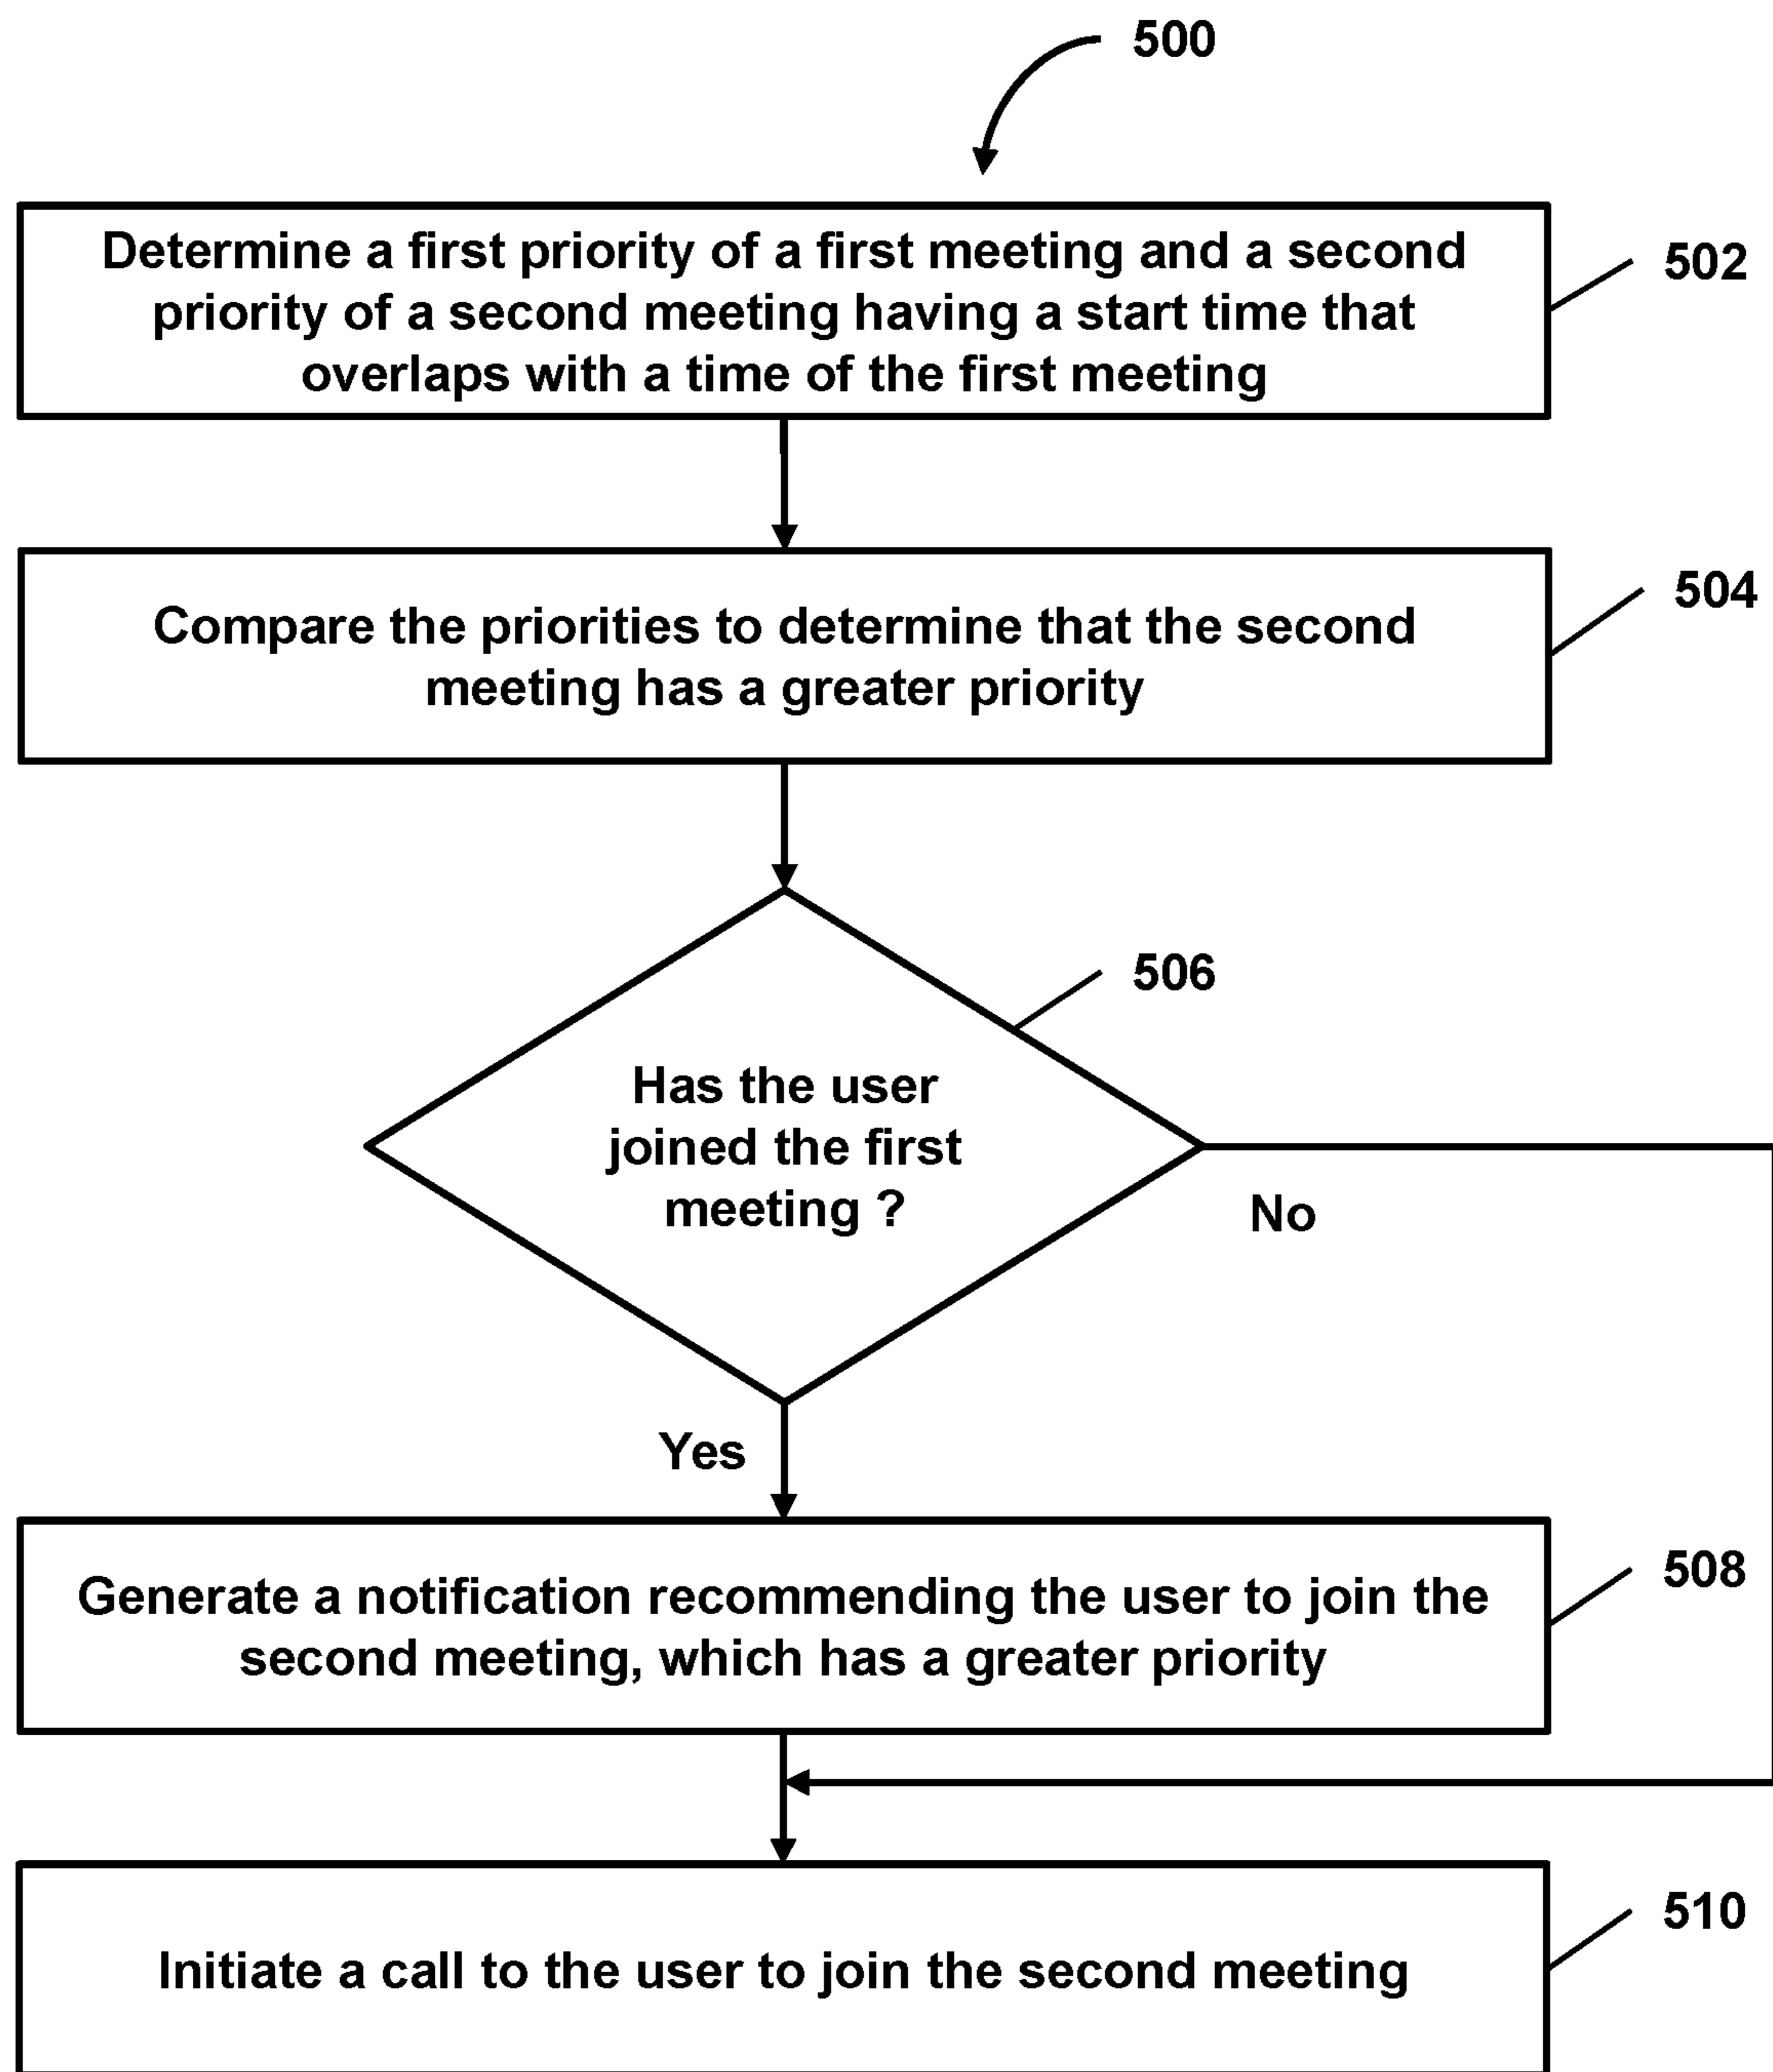 500
Determine a first priority of a first meeting and a second
priority of a second meeting having a start time that
overlaps with a time of the first meeting
502
Compare the priorities to determine that the second
meeting has a greater priority
504
506
Has the user
joined the first
meeting ?
No
Yes
Generate a notification recommending the user to join the
second meeting, which has a greater priority
508
Initiate a call to the user to join the second meeting
510